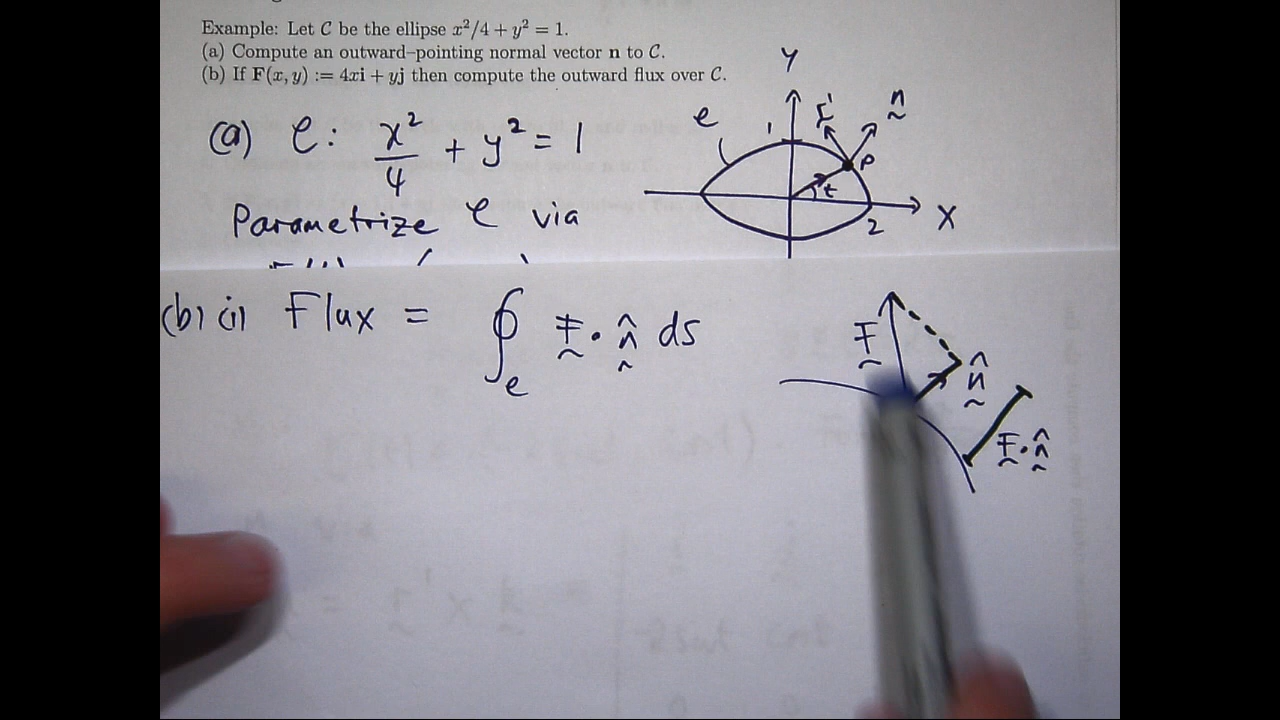 Example: Let C be the ellipse x²/4 + y² = 1.
(a) Compute an outward–pointing normal vector n to C.
(b) If F(x, y) := 4xi + yj then compute the outward flux over C.
(a) C: x²/4 + y² = 1
Parametrize C via
y
C
1
r'
n
P
t
2
x
(b) (i) Flux = ∮_C F · n̂ ds
F
n̂
F · n̂